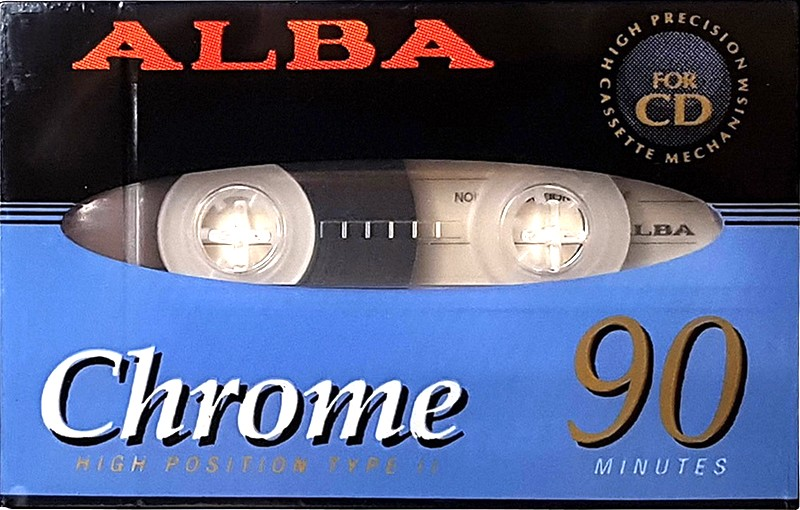 ALBA
HIGH PRECISION
FOR
CD
CASSETTE MECHANISM
ALBA
Chrome
90
HIGH POSITION TYPE II
MINUTES